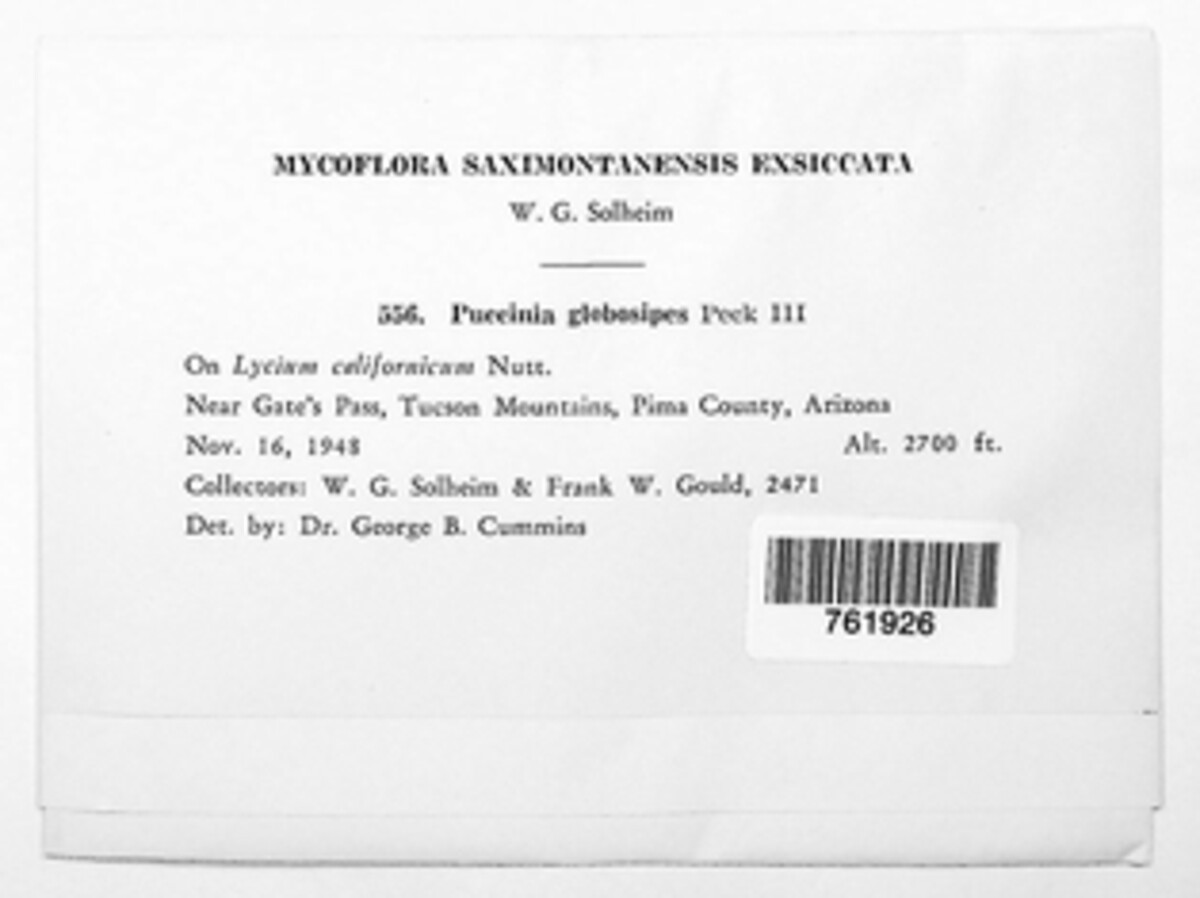 MYCOFLORA SAXIMONTANENSIS EXSICCATA
W. G. Solheim
556. Puccinia globosipes Peck III
On Lycium californicum Nutt.
Near Gate's Pass, Tucson Mountains, Pima County, Arizona
Nov. 16, 1948 Alt. 2700 ft.
Collectors: W. G. Solheim & Frank W. Gould, 2471
Det. by: Dr. George B. Cummins
761926